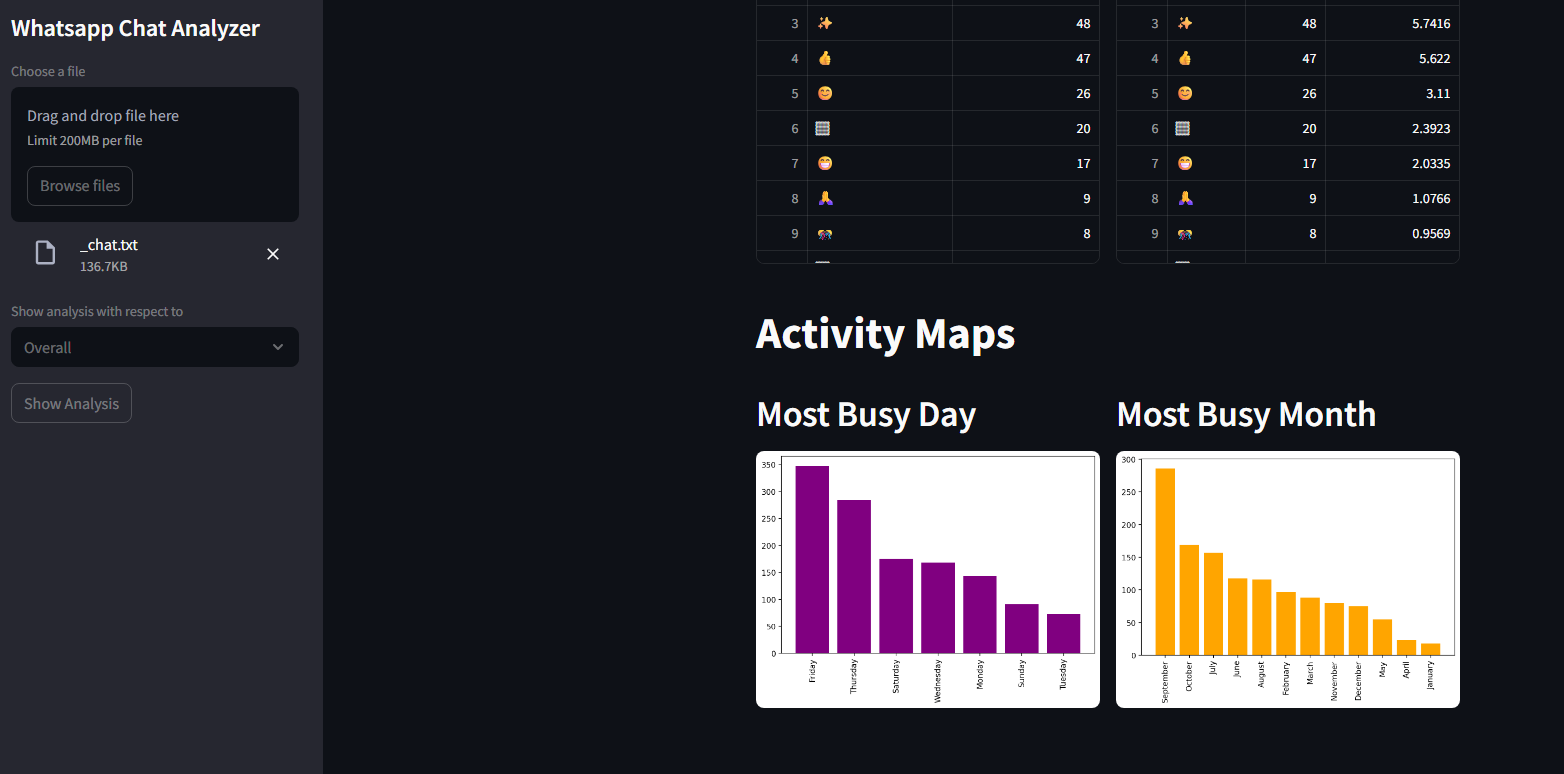 Whatsapp Chat Analyzer
Choose a file
Drag and drop file here
Limit 200MB per file
Browse files
_chat.txt
136.7KB
Show analysis with respect to
Overall
Show Analysis
3 ✨ 48
4 👍 47
5 😊 26
6 20
7 😁 17
8 🙏 9
9 🎊 8
3 ✨ 48 5.7416
4 👍 47 5.622
5 😊 26 3.11
6 20 2.3923
7 😁 17 2.0335
8 🙏 9 1.0766
9 🎊 8 0.9569
Activity Maps
Most Busy Day
350
300
250
200
150
100
50
0
Friday
Thursday
Saturday
Wednesday
Monday
Sunday
Tuesday
Most Busy Month
300
250
200
150
100
50
0
September
October
July
June
August
February
March
November
December
May
April
January